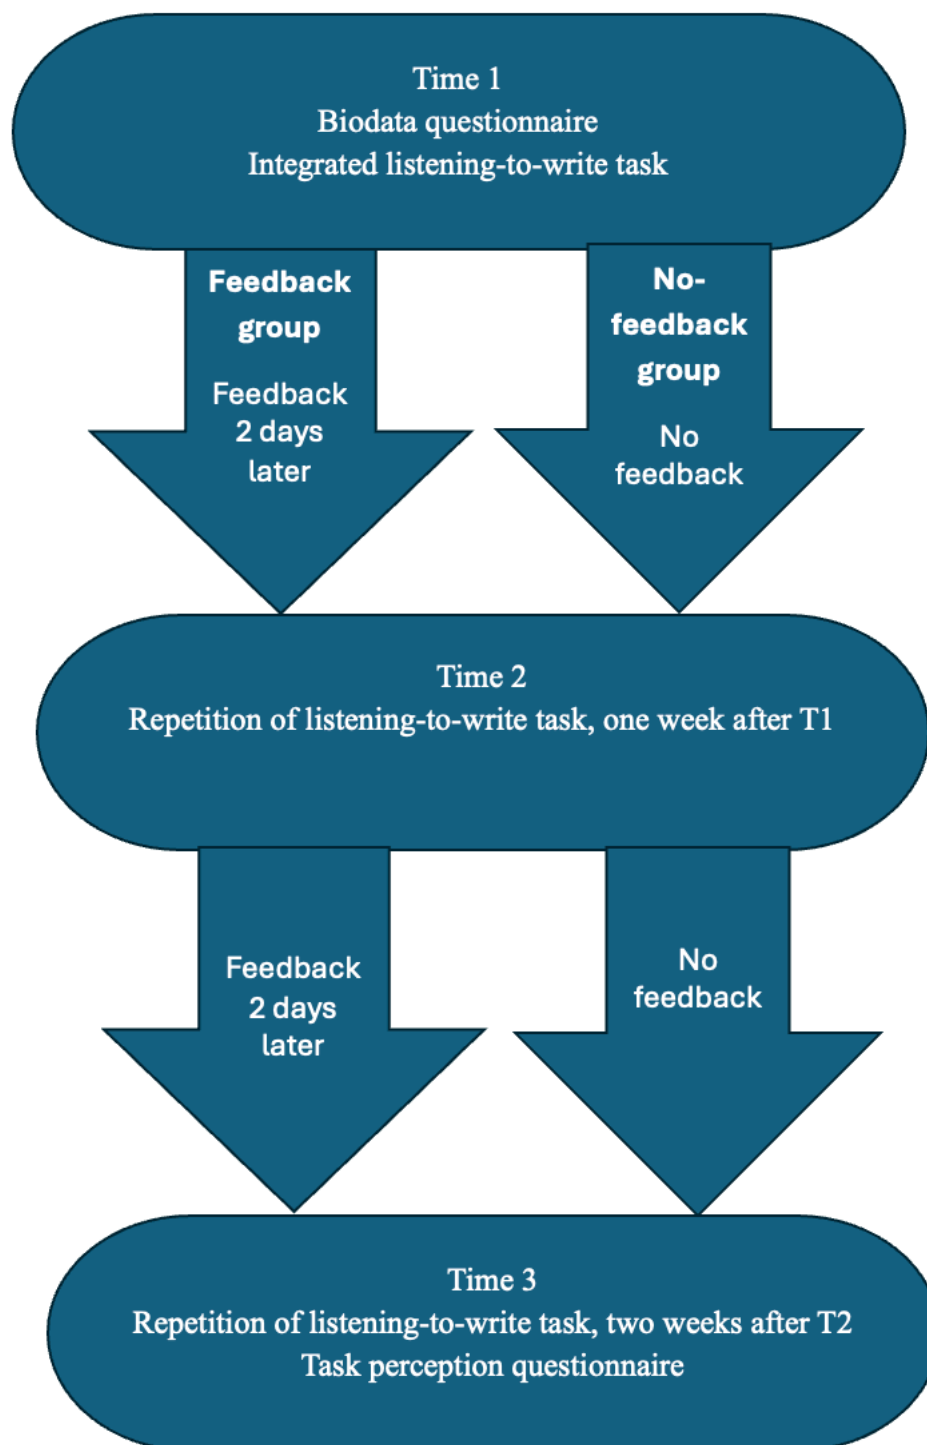 Time 1
Biodata questionnaire
Integrated listening-to-write task
Feedback
group
Feedback
2 days
later
No-
feedback
group
No
feedback
Time 2
Repetition of listening-to-write task, one week after T1
Feedback
2 days
later
No
feedback
Time 3
Repetition of listening-to-write task, two weeks after T2
Task perception questionnaire